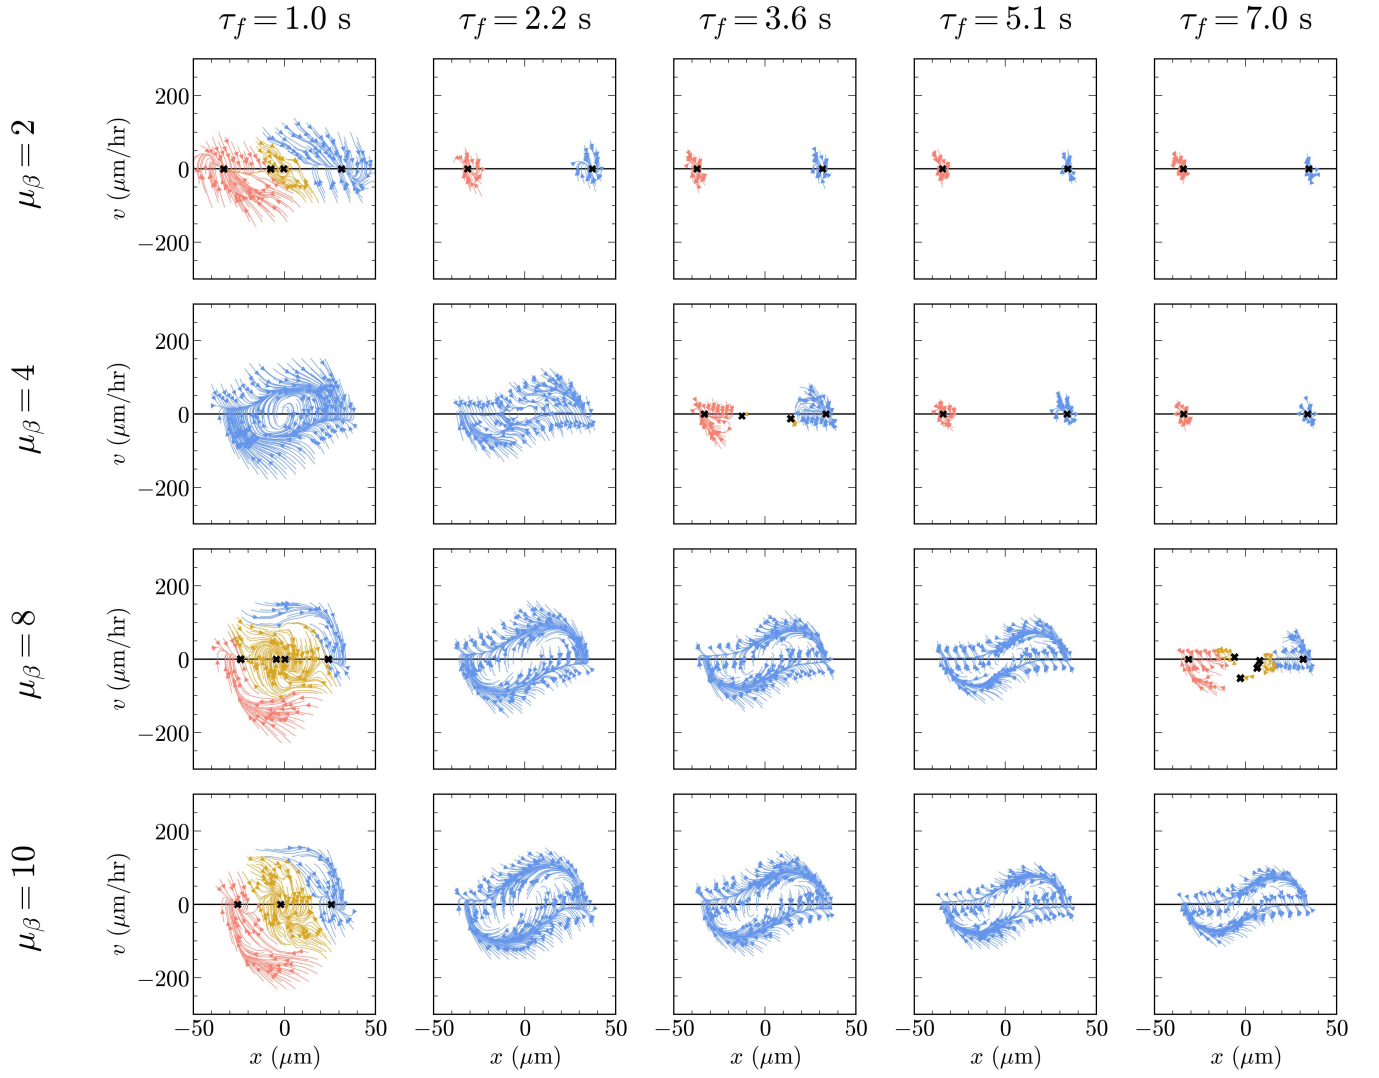 τf = 1.0 s τf = 2.2 s τf = 3.6 s τf = 5.1 s τf = 7.0 s
μβ = 2
v (μm/hr)
200
0
−200
μβ = 4
v (μm/hr)
200
0
−200
μβ = 8
v (μm/hr)
200
0
−200
μβ = 10
v (μm/hr)
200
0
−200
−50 0 50 −50 0 50 −50 0 50 −50 0 50 −50 0 50
x (μm) x (μm) x (μm) x (μm) x (μm)